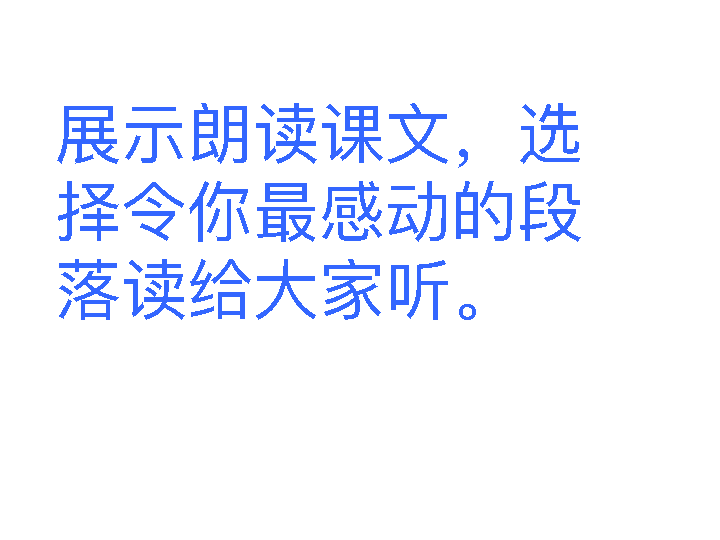 展示朗读课文，选
择令你最感动的段
落读给大家听。